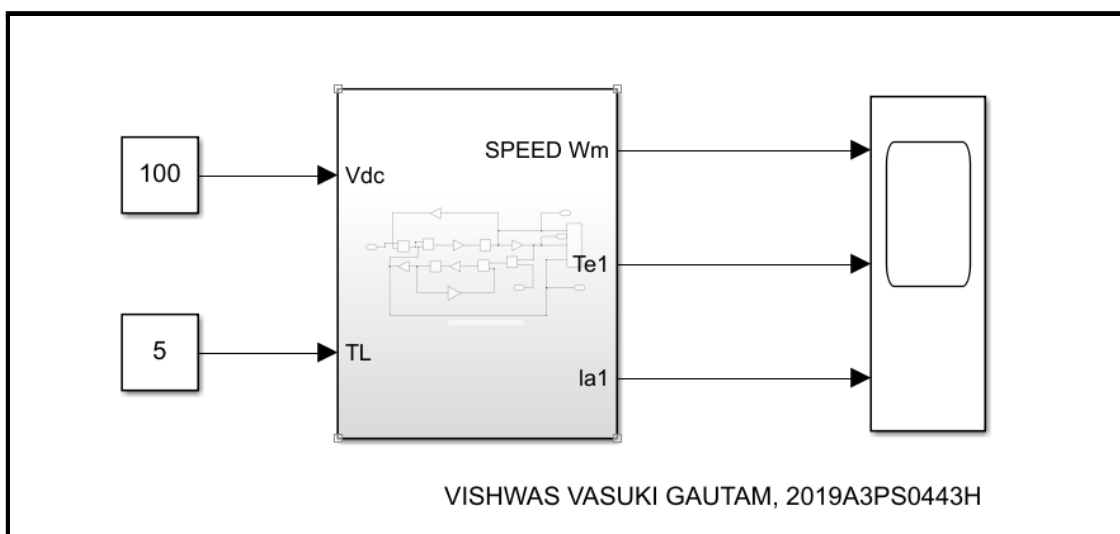 SPEED Wm
100
Vdc
Te1
5
TL
Ia1
VISHWAS VASUKI GAUTAM, 2019A3PS0443H